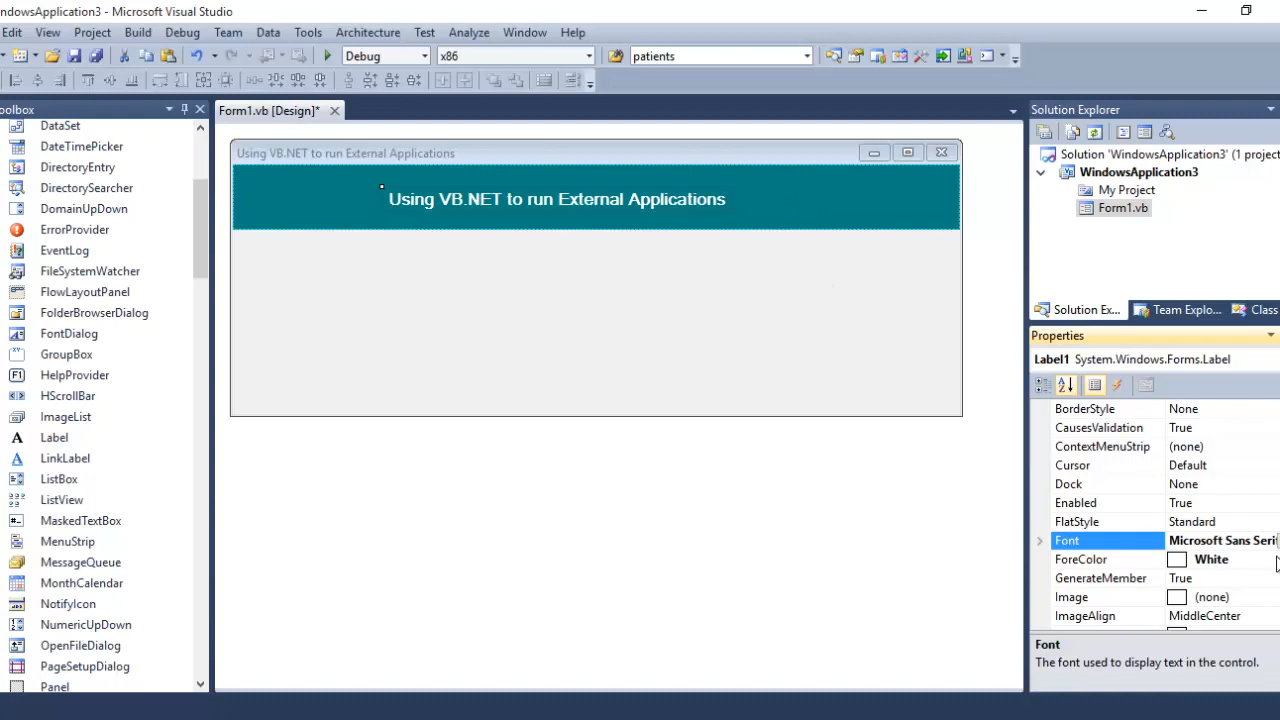 ndowsApplication3 - Microsoft Visual Studio
Edit View Project Build Debug Team Data Tools Architecture Test Analyze Window Help
Debug x86 patients
oolbox
Form1.vb [Design]*
Solution Explorer
DataSet
DateTimePicker
DirectoryEntry
DirectorySearcher
DomainUpDown
ErrorProvider
EventLog
FileSystemWatcher
FlowLayoutPanel
FolderBrowserDialog
FontDialog
GroupBox
HelpProvider
HScrollBar
ImageList
Label
LinkLabel
ListBox
ListView
MaskedTextBox
MenuStrip
MessageQueue
MonthCalendar
NotifyIcon
NumericUpDown
OpenFileDialog
PageSetupDialog
Panel
Using VB.NET to run External Applications
Using VB.NET to run External Applications
Solution 'WindowsApplication3' (1 project
WindowsApplication3
My Project
Form1.vb
Solution Ex... Team Explo... Class
Properties
Label1 System.Windows.Forms.Label
BorderStyle None
CausesValidation True
ContextMenuStrip (none)
Cursor Default
Dock None
Enabled True
FlatStyle Standard
Font Microsoft Sans Serif
ForeColor White
GenerateMember True
Image (none)
ImageAlign MiddleCenter
Font
The font used to display text in the control.